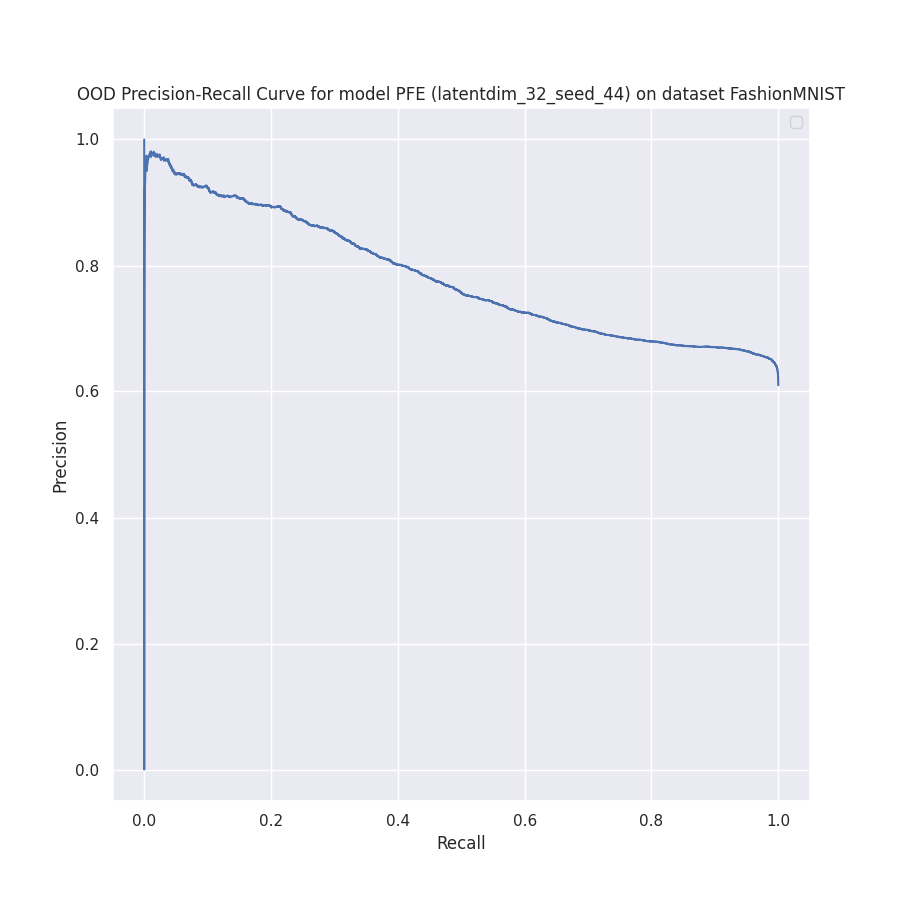 OOD Precision-Recall Curve for model PFE (latentdim_32_seed_44) on dataset FashionMNIST
1.0
0.8
0.6
0.4
0.2
0.0
Precision
0.0 0.2 0.4 0.6 0.8 1.0
Recall